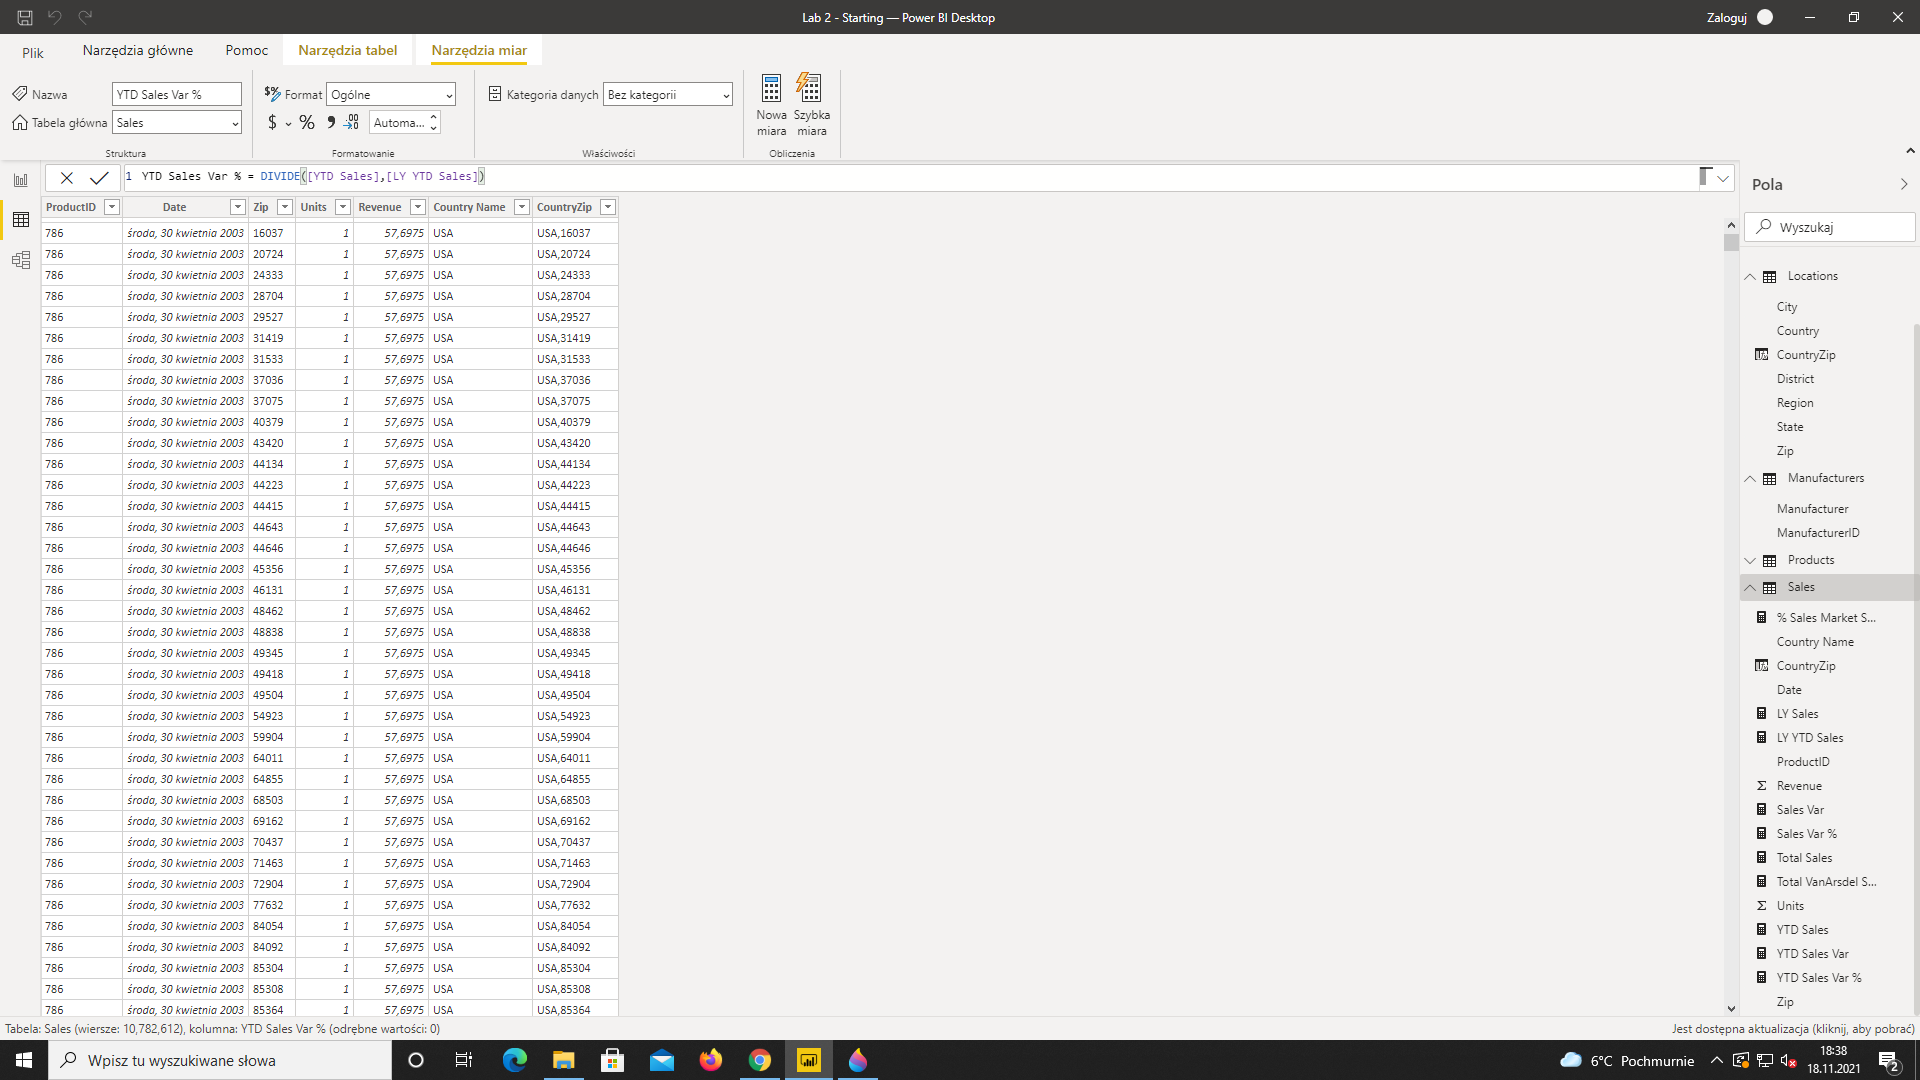 Lab 2 - Starting — Power BI Desktop
Zaloguj
Plik
Narzędzia główne
Pomoc
Narzędzia tabel
Narzędzia miar
Nazwa
YTD Sales Var %
Tabela główna
Sales
Struktura
Format
Ogólne
Automa...
Formatowanie
Kategoria danych
Bez kategorii
Właściwości
Nowa
miara
Szybka
miara
Obliczenia
1 YTD Sales Var % = DIVIDE([YTD Sales],[LY YTD Sales])
ProductID Date Zip Units Revenue Country Name CountryZip
786 środa, 30 kwietnia 2003 16037 1 57,6975 USA USA,16037
786 środa, 30 kwietnia 2003 20724 1 57,6975 USA USA,20724
786 środa, 30 kwietnia 2003 24333 1 57,6975 USA USA,24333
786 środa, 30 kwietnia 2003 28704 1 57,6975 USA USA,28704
786 środa, 30 kwietnia 2003 29527 1 57,6975 USA USA,29527
786 środa, 30 kwietnia 2003 31419 1 57,6975 USA USA,31419
786 środa, 30 kwietnia 2003 31533 1 57,6975 USA USA,31533
786 środa, 30 kwietnia 2003 37036 1 57,6975 USA USA,37036
786 środa, 30 kwietnia 2003 37075 1 57,6975 USA USA,37075
786 środa, 30 kwietnia 2003 40379 1 57,6975 USA USA,40379
786 środa, 30 kwietnia 2003 43420 1 57,6975 USA USA,43420
786 środa, 30 kwietnia 2003 44134 1 57,6975 USA USA,44134
786 środa, 30 kwietnia 2003 44223 1 57,6975 USA USA,44223
786 środa, 30 kwietnia 2003 44415 1 57,6975 USA USA,44415
786 środa, 30 kwietnia 2003 44643 1 57,6975 USA USA,44643
786 środa, 30 kwietnia 2003 44646 1 57,6975 USA USA,44646
786 środa, 30 kwietnia 2003 45356 1 57,6975 USA USA,45356
786 środa, 30 kwietnia 2003 46131 1 57,6975 USA USA,46131
786 środa, 30 kwietnia 2003 48462 1 57,6975 USA USA,48462
786 środa, 30 kwietnia 2003 48838 1 57,6975 USA USA,48838
786 środa, 30 kwietnia 2003 49345 1 57,6975 USA USA,49345
786 środa, 30 kwietnia 2003 49418 1 57,6975 USA USA,49418
786 środa, 30 kwietnia 2003 49504 1 57,6975 USA USA,49504
786 środa, 30 kwietnia 2003 54923 1 57,6975 USA USA,54923
786 środa, 30 kwietnia 2003 59904 1 57,6975 USA USA,59904
786 środa, 30 kwietnia 2003 64011 1 57,6975 USA USA,64011
786 środa, 30 kwietnia 2003 64855 1 57,6975 USA USA,64855
786 środa, 30 kwietnia 2003 68503 1 57,6975 USA USA,68503
786 środa, 30 kwietnia 2003 69162 1 57,6975 USA USA,69162
786 środa, 30 kwietnia 2003 70437 1 57,6975 USA USA,70437
786 środa, 30 kwietnia 2003 71463 1 57,6975 USA USA,71463
786 środa, 30 kwietnia 2003 72904 1 57,6975 USA USA,72904
786 środa, 30 kwietnia 2003 77632 1 57,6975 USA USA,77632
786 środa, 30 kwietnia 2003 84054 1 57,6975 USA USA,84054
786 środa, 30 kwietnia 2003 84092 1 57,6975 USA USA,84092
786 środa, 30 kwietnia 2003 85304 1 57,6975 USA USA,85304
786 środa, 30 kwietnia 2003 85308 1 57,6975 USA USA,85308
786 środa, 30 kwietnia 2003 85364 1 57,6975 USA USA,85364
Pola
Wyszukaj
Locations
City
Country
CountryZip
District
Region
State
Zip
Manufacturers
Manufacturer
ManufacturerID
Products
Sales
% Sales Market S...
Country Name
CountryZip
Date
LY Sales
LY YTD Sales
ProductID
Revenue
Sales Var
Sales Var %
Total Sales
Total VanArsdel S...
Units
YTD Sales
YTD Sales Var
YTD Sales Var %
Zip
Tabela: Sales (wiersze: 10,782,612), kolumna: YTD Sales Var % (odrębne wartości: 0)
Jest dostępna aktualizacja (kliknij, aby pobrać)
Wpisz tu wyszukiwane słowa
6°C Pochmurnie
18:38
18.11.2021
2